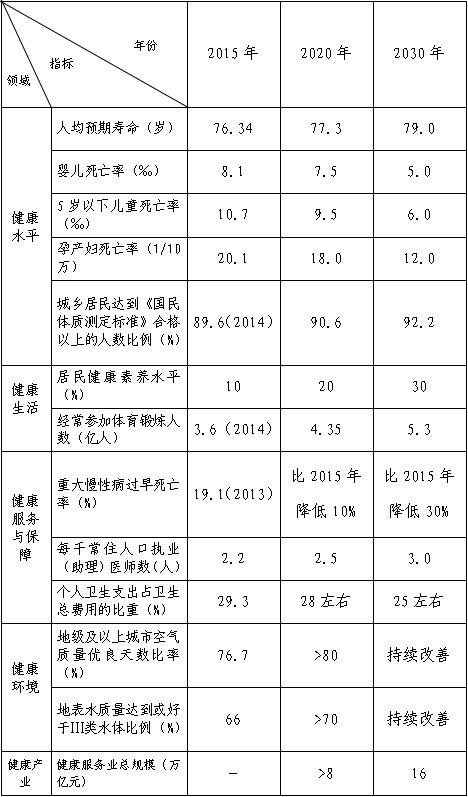 年份
指标
领域
2015 年
2020 年
2030 年
健康
水平
人均预期寿命（岁）
76.34
77.3
79.0
婴儿死亡率（‰）
8.1
7.5
5.0
5 岁以下儿童死亡率
（‰）
10.7
9.5
6.0
孕产妇死亡率（1/10
万）
20.1
18.0
12.0
城乡居民达到《国民
体质测定标准》合格
以上的人数比例（%）
89.6(2014)
90.6
92.2
健康
生活
居民健康素养水平
（%）
10
20
30
经常参加体育锻炼人
数（亿人）
3.6（2014）
4.35
5.3
健康
服务
与保
障
重大慢性病过早死亡
率（%）
19.1(2013)
比 2015 年
降低 10%
比 2015 年
降低 30%
每千常住人口执业
（助理）医师数（人）
2.2
2.5
3.0
个人卫生支出占卫生
总费用的比重（%）
29.3
28 左右
25 左右
健康
环境
地级及以上城市空气
质量优良天数比率
（%）
76.7
>80
持续改善
地表水质量达到或好
于III类水体比例（%）
66
>70
持续改善
健康产
业
健康服务业总规模（万
亿元）
－
>8
16